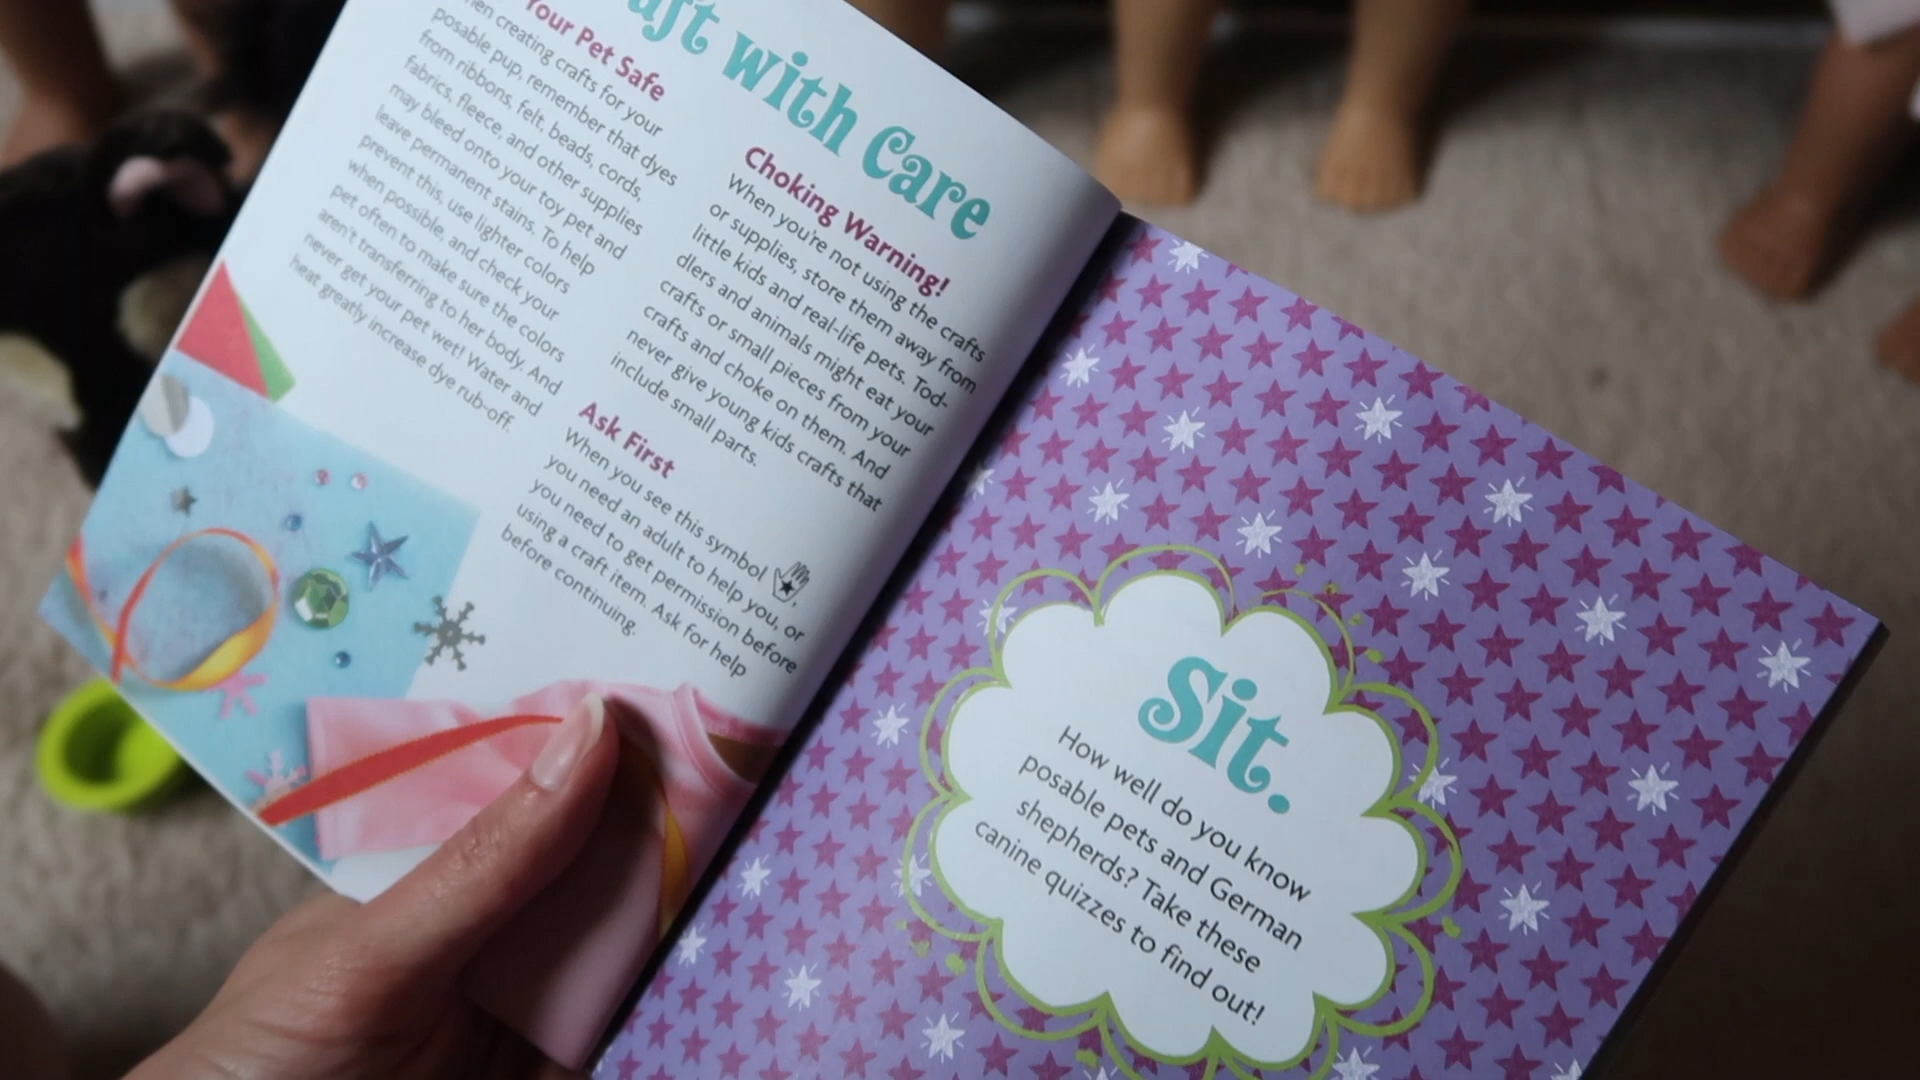 aft with Care
Your Pet Safe
hen creating crafts for your
posable pup, remember that dyes
from ribbons, felt, beads, cords,
fabrics, fleece, and other supplies
may bleed onto your toy pet and
leave permanent stains. To help
prevent this, use lighter colors
when possible, and check your
pet often to make sure the colors
aren't transferring to her body. And
never get your pet wet! Water and
heat greatly increase dye rub-off.
Choking Warning!
When you're not using the crafts
or supplies, store them away from
little kids and real-life pets. Tod-
dlers and animals might eat your
crafts or small pieces from your
crafts and choke on them. And
never give young kids crafts that
include small parts.
Ask First
When you see this symbol ,
you need an adult to help you, or
you need to get permission before
using a craft item. Ask for help
before continuing.
Sit.
How well do you know
posable pets and German
shepherds? Take these
canine quizzes to find out!